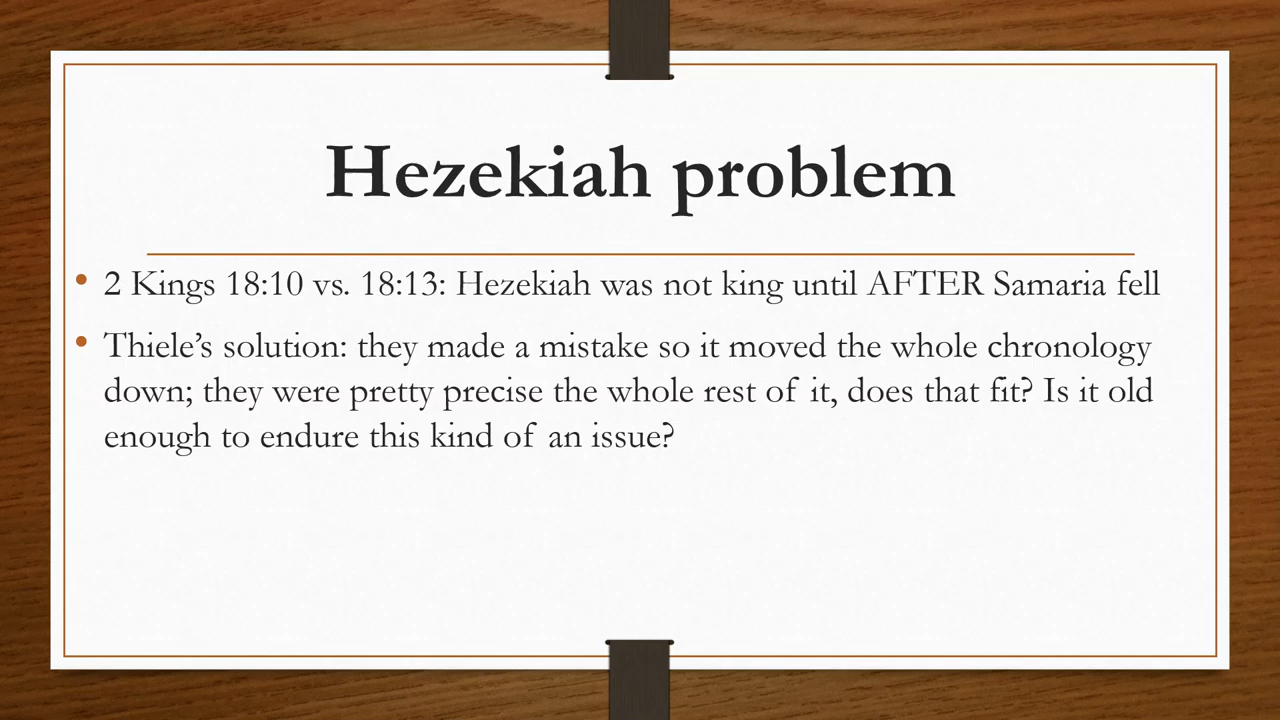 Hezekiah problem
• 2 Kings 18:10 vs. 18:13: Hezekiah was not king until AFTER Samaria fell
• Thiele’s solution: they made a mistake so it moved the whole chronology
down; they were pretty precise the whole rest of it, does that fit? Is it old
enough to endure this kind of an issue?